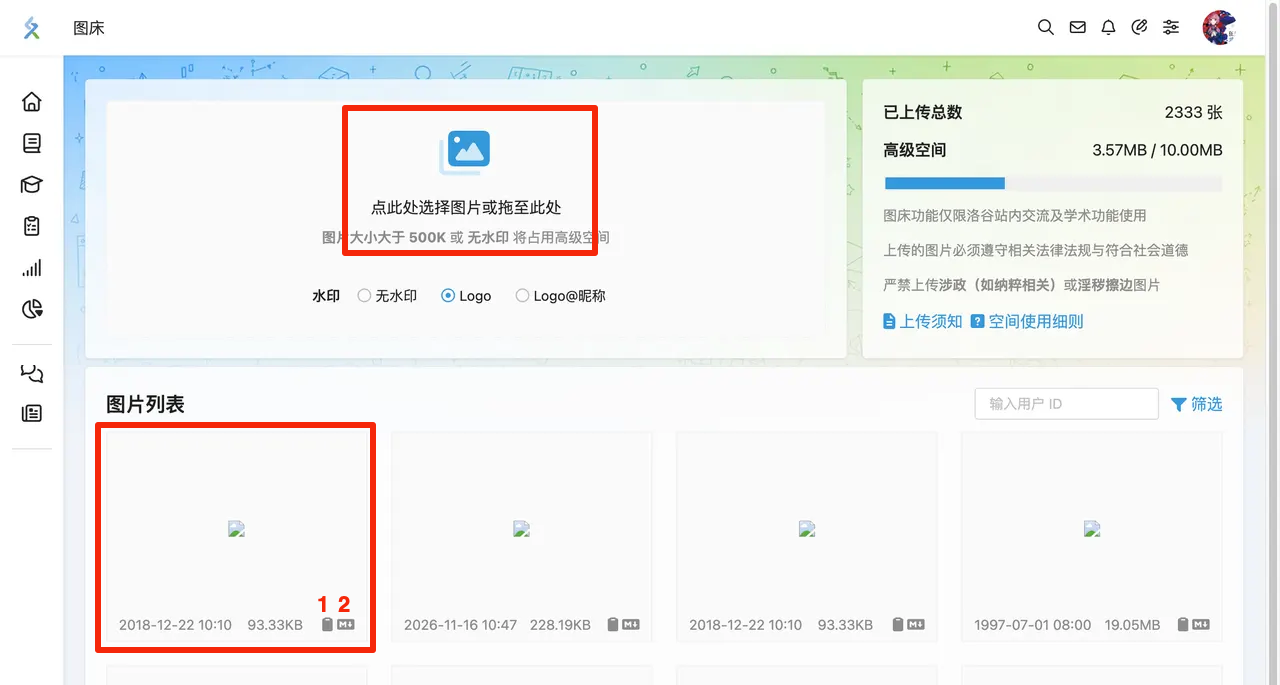 图床
点此处选择图片或拖至此处
图片大小大于 500K 或 无水印 将占用高级空间
水印 无水印 Logo Logo@昵称
已上传总数 2333 张
高级空间 3.57MB / 10.00MB
图床功能仅限洛谷站内交流及学术功能使用
上传的图片必须遵守相关法律法规与符合社会道德
严禁上传涉政（如纳粹相关）或淫秽擦边图片
上传须知 ? 空间使用细则
图片列表 输入用户 ID 筛选
1 2
2018-12-22 10:10 93.33KB M↓ 2026-11-16 10:47 228.19KB M↓ 2018-12-22 10:10 93.33KB M↓ 1997-07-01 08:00 19.05MB M↓